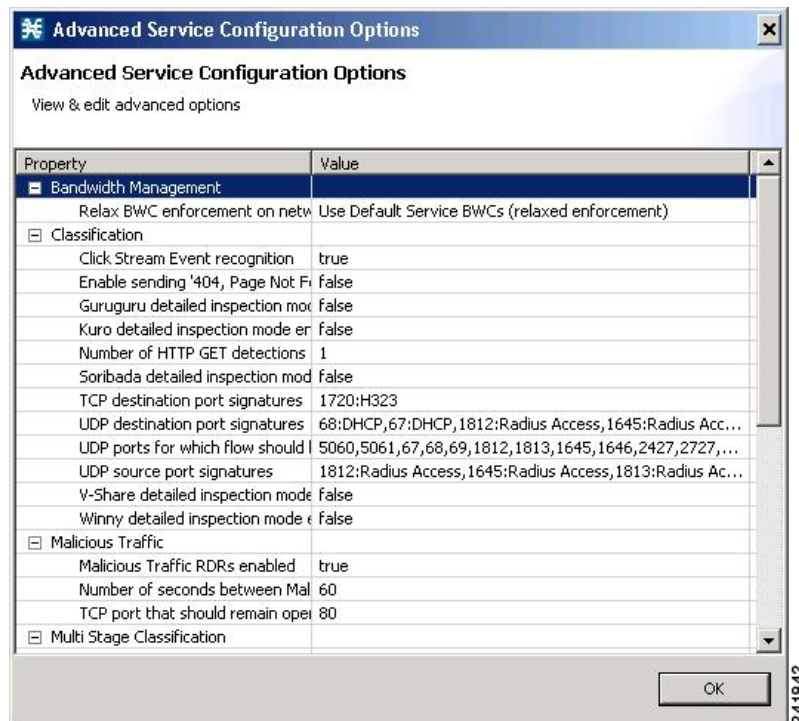 Advanced Service Configuration Options
Advanced Service Configuration Options
View & edit advanced options
Property Value
Bandwidth Management
Relax BWC enforcement on netw Use Default Service BWCs (relaxed enforcement)
Classification
Click Stream Event recognition true
Enable sending '404, Page Not F false
Guruguru detailed inspection mod false
Kuro detailed inspection mode er false
Number of HTTP GET detections 1
Soribada detailed inspection mod false
TCP destination port signatures 1720:H323
UDP destination port signatures 68:DHCP,67:DHCP,1812:Radius Access,1645:Radius Acc...
UDP ports for which flow should 5060,5061,67,68,69,1812,1813,1645,1646,2427,2727,...
UDP source port signatures 1812:Radius Access,1645:Radius Access,1813:Radius Ac...
V-Share detailed inspection mode false
Winny detailed inspection mode false
Malicious Traffic
Malicious Traffic RDRs enabled true
Number of seconds between Mal 60
TCP port that should remain oper 80
Multi Stage Classification
OK
241942